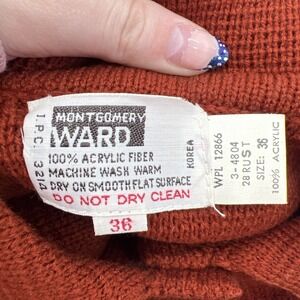 T.P.C. 3214
MONTGOMERY
WARD
100% ACRYLIC FIBER
MACHINE WASH WARM
DRY ON SMOOTH FLAT SURFACE
DO NOT DRY CLEAN
KOREA
36
WPL 12866
3-4804
28 RUST
SIZE: 36
100% ACRYLIC